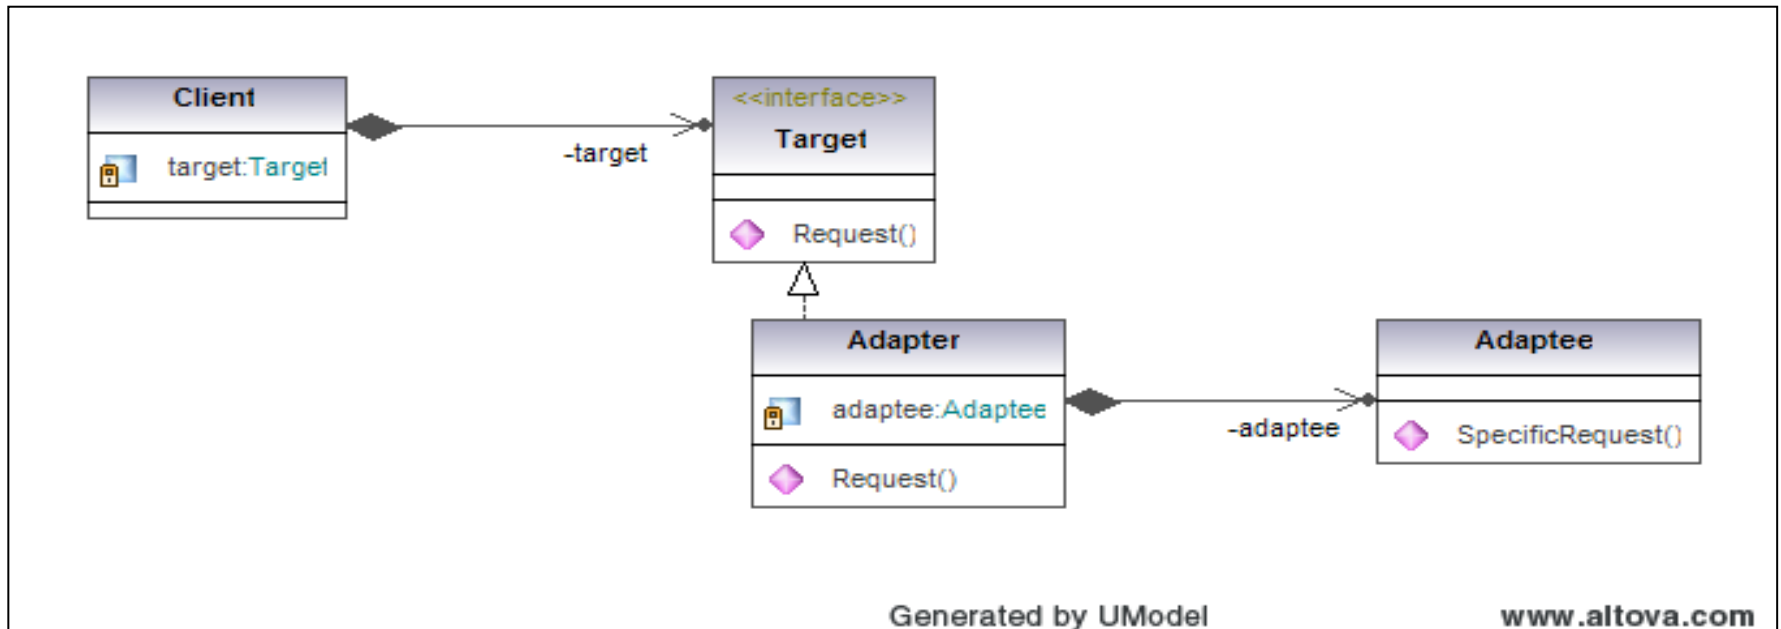 Client
target:Target
-target
<<interface>>
Target
Request()
Adapter
adaptee:Adaptee
Request()
-adaptee
Adaptee
SpecificRequest()
Generated by UModel
www.altova.com